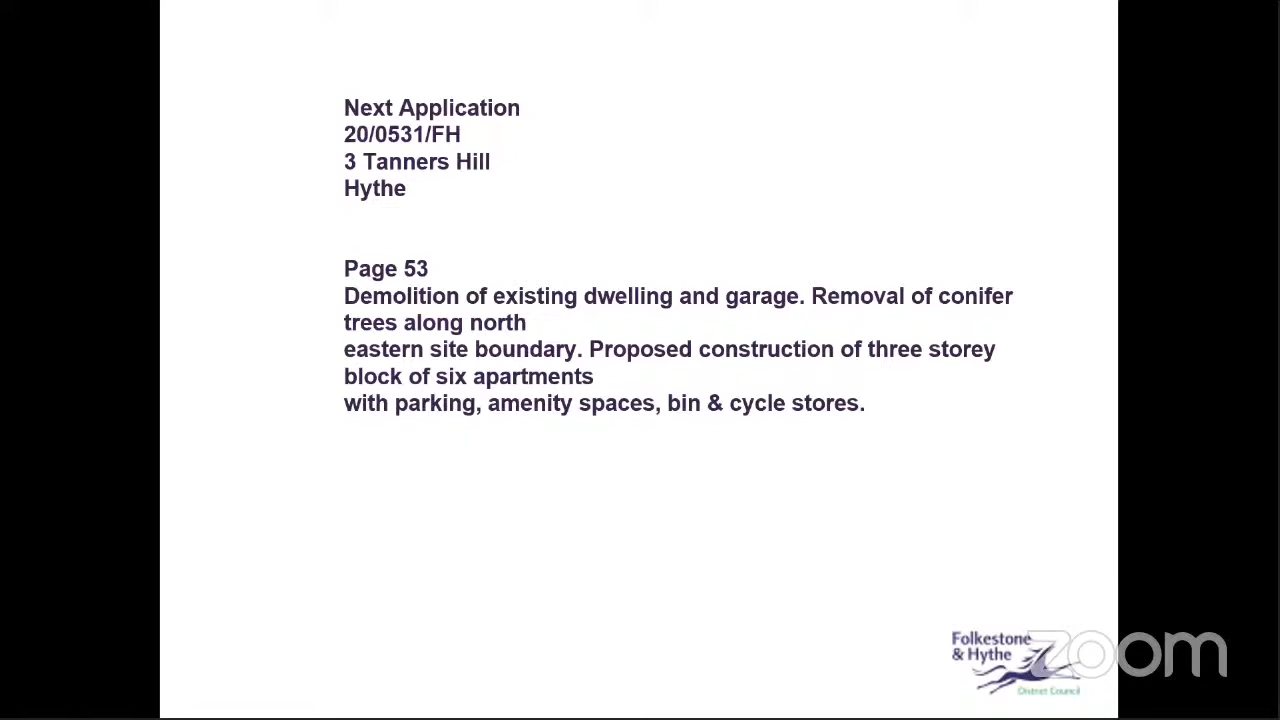 Next Application
20/0531/FH
3 Tanners Hill
Hythe
Page 53
Demolition of existing dwelling and garage. Removal of conifer
trees along north
eastern site boundary. Proposed construction of three storey
block of six apartments
with parking, amenity spaces, bin & cycle stores.
Folkestone
& Hythe
District Council
zoom